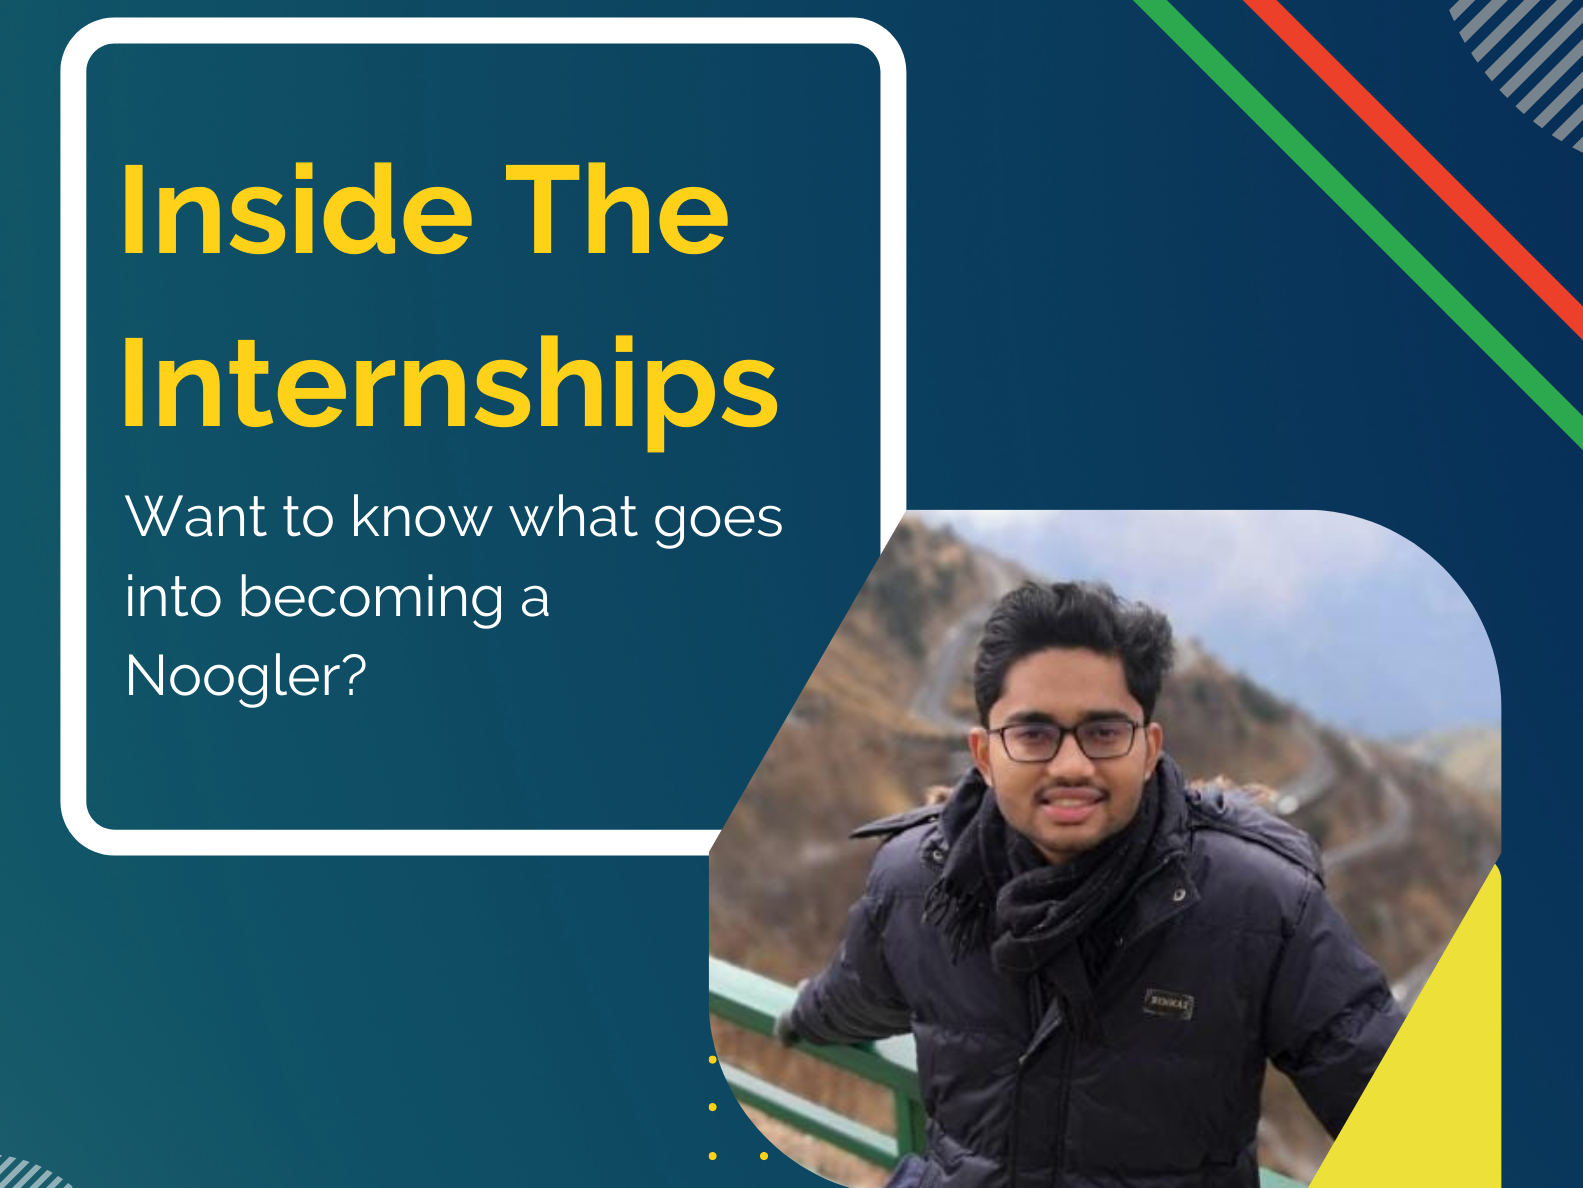 Inside The
Internships
Want to know what goes
into becoming a
Noogler?